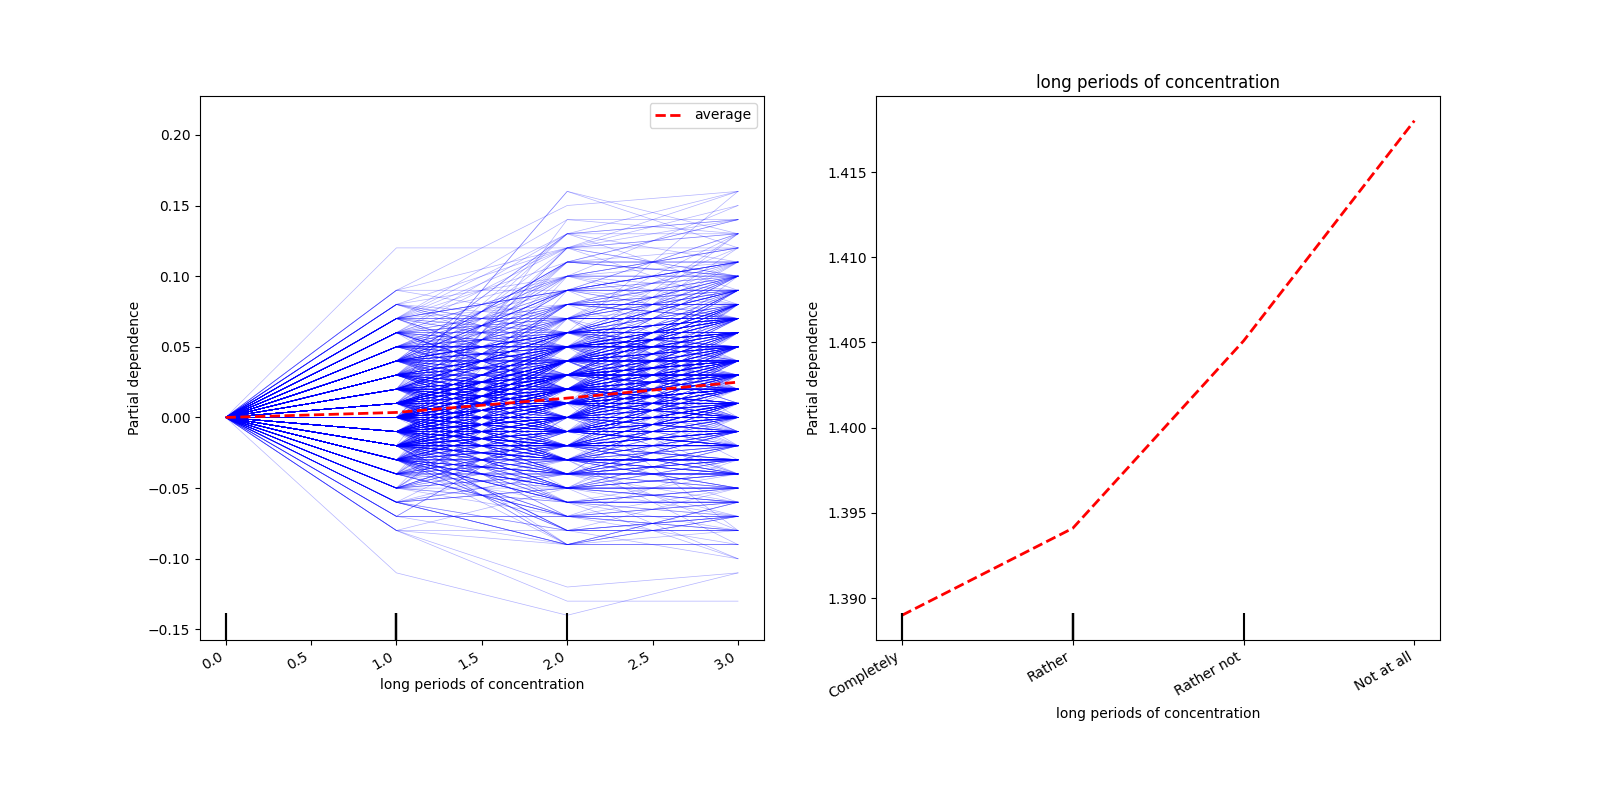 average
0.20
0.15
0.10
0.05
0.00
−0.05
−0.10
−0.15
Partial dependence
0.0
0.5
1.0
1.5
2.0
2.5
3.0
long periods of concentration
long periods of concentration
1.415
1.410
1.405
1.400
1.395
1.390
Partial dependence
Completely
Rather
Rather not
Not at all
long periods of concentration